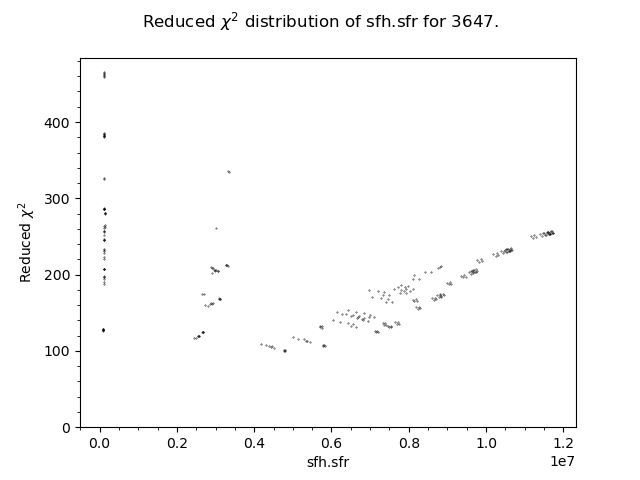 Reduced χ² distribution of sfh.sfr for 3647.
400
300
200
100
0
Reduced χ²
0.0 0.2 0.4 0.6 0.8 1.0 1.2
1e7
sfh.sfr